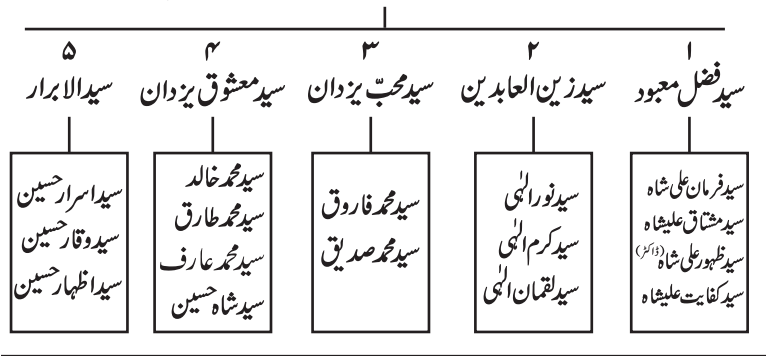 ۱
سید فضل معبود
سید فرمان علی شاہ
سید مشتاق علیشاہ
سید ظہور علی شاہ (ڈاکٹر)
سید کفایت علیشاہ
۲
سید زین العابدین
سید نور الٰہی
سید کرم الٰہی
سید لقمان الٰہی
۳
سید محبّ یزدان
سید محمد فاروق
سید محمد صدیق
۴
سید معشوق یزدان
سید محمد خالد
سید محمد طارق
سید محمد عارف
سید شاہ حسین
۵
سید الابرار
سید اسرار حسین
سید وقار حسین
سید اظہار حسین